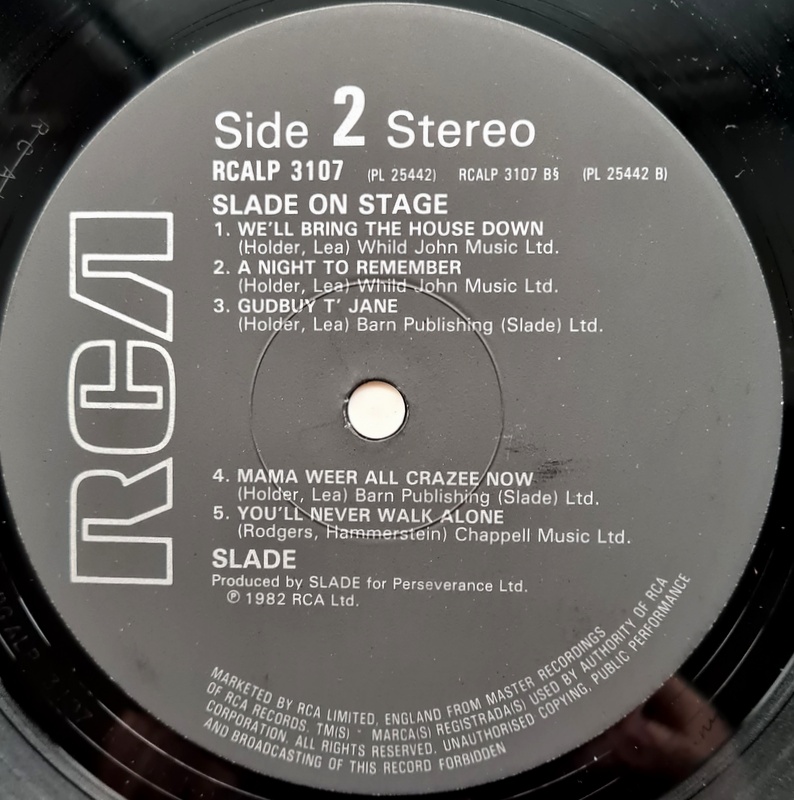 Side 2 Stereo
RCALP 3107 (PL 25442) RCALP 3107 B§ (PL 25442 B)
SLADE ON STAGE
1. WE'LL BRING THE HOUSE DOWN
(Holder, Lea) Whild John Music Ltd.
2. A NIGHT TO REMEMBER
(Holder, Lea) Whild John Music Ltd.
3. GUDBUY T' JANE
(Holder, Lea) Barn Publishing (Slade) Ltd.
RCA
4. MAMA WEER ALL CRAZEE NOW
(Holder, Lea) Barn Publishing (Slade) Ltd.
5. YOU'LL NEVER WALK ALONE
(Rodgers, Hammerstein) Chappell Music Ltd.
SLADE
Produced by SLADE for Perseverance Ltd.
℗ 1982 RCA Ltd.
MARKETED BY RCA LIMITED, ENGLAND FROM MASTER RECORDINGS
OF RCA RECORDS. TM(S) - MARCA(S) REGISTRADA(S) USED BY AUTHORITY OF RCA
CORPORATION. ALL RIGHTS RESERVED. UNAUTHORISED COPYING, PUBLIC PERFORMANCE
AND BROADCASTING OF THIS RECORD FORBIDDEN